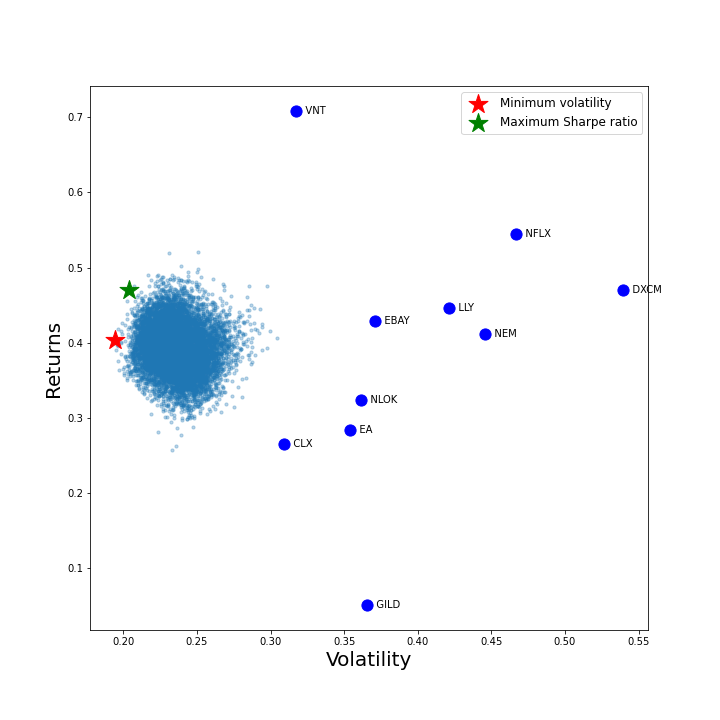 Minimum volatility
Maximum Sharpe ratio
VNT
NFLX
DXCM
LLY
EBAY
NEM
NLOK
EA
CLX
GILD
0.7
0.6
0.5
0.4
0.3
0.2
0.1
Returns
0.20 0.25 0.30 0.35 0.40 0.45 0.50 0.55
Volatility